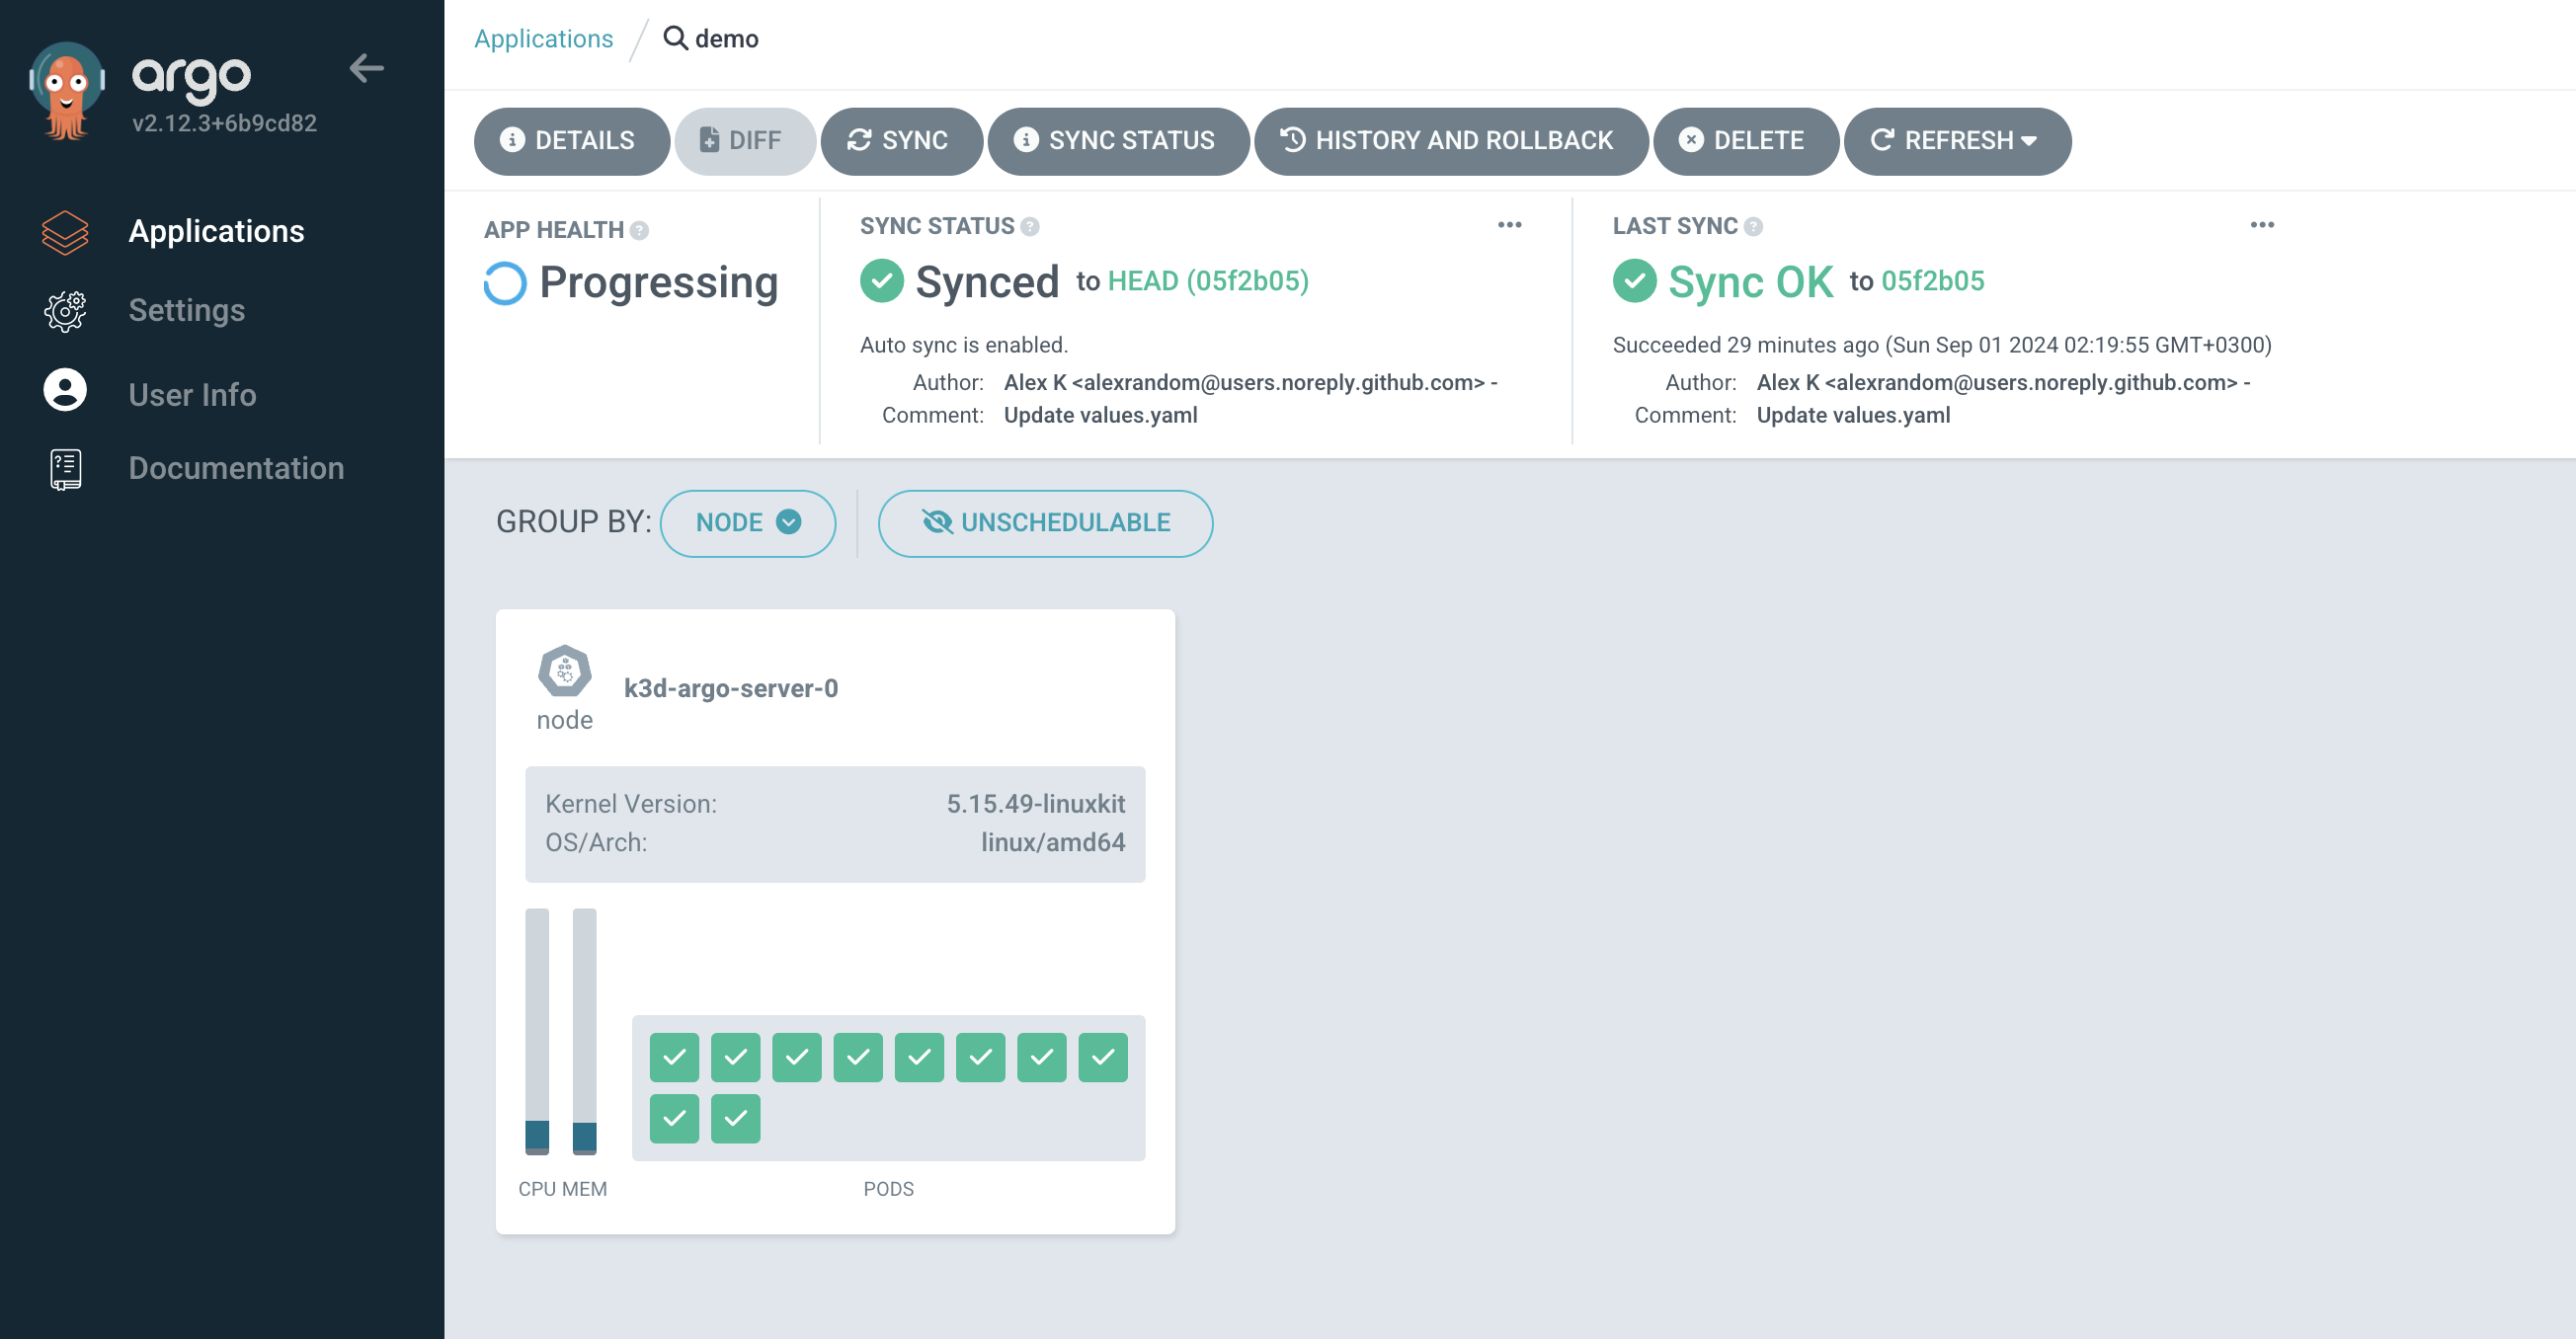 argo
v2.12.3+6b9cd82
Applications
Settings
User Info
Documentation
Applications / demo
DETAILS DIFF SYNC SYNC STATUS HISTORY AND ROLLBACK DELETE REFRESH
APP HEALTH ?
Progressing
SYNC STATUS ? •••
Synced to HEAD (05f2b05)
Auto sync is enabled.
Author: Alex K <alexrandom@users.noreply.github.com> -
Comment: Update values.yaml
LAST SYNC ? •••
Sync OK to 05f2b05
Succeeded 29 minutes ago (Sun Sep 01 2024 02:19:55 GMT+0300)
Author: Alex K <alexrandom@users.noreply.github.com> -
Comment: Update values.yaml
GROUP BY: NODE UNSCHEDULABLE
node
k3d-argo-server-0
Kernel Version: 5.15.49-linuxkit
OS/Arch: linux/amd64
CPU MEM PODS